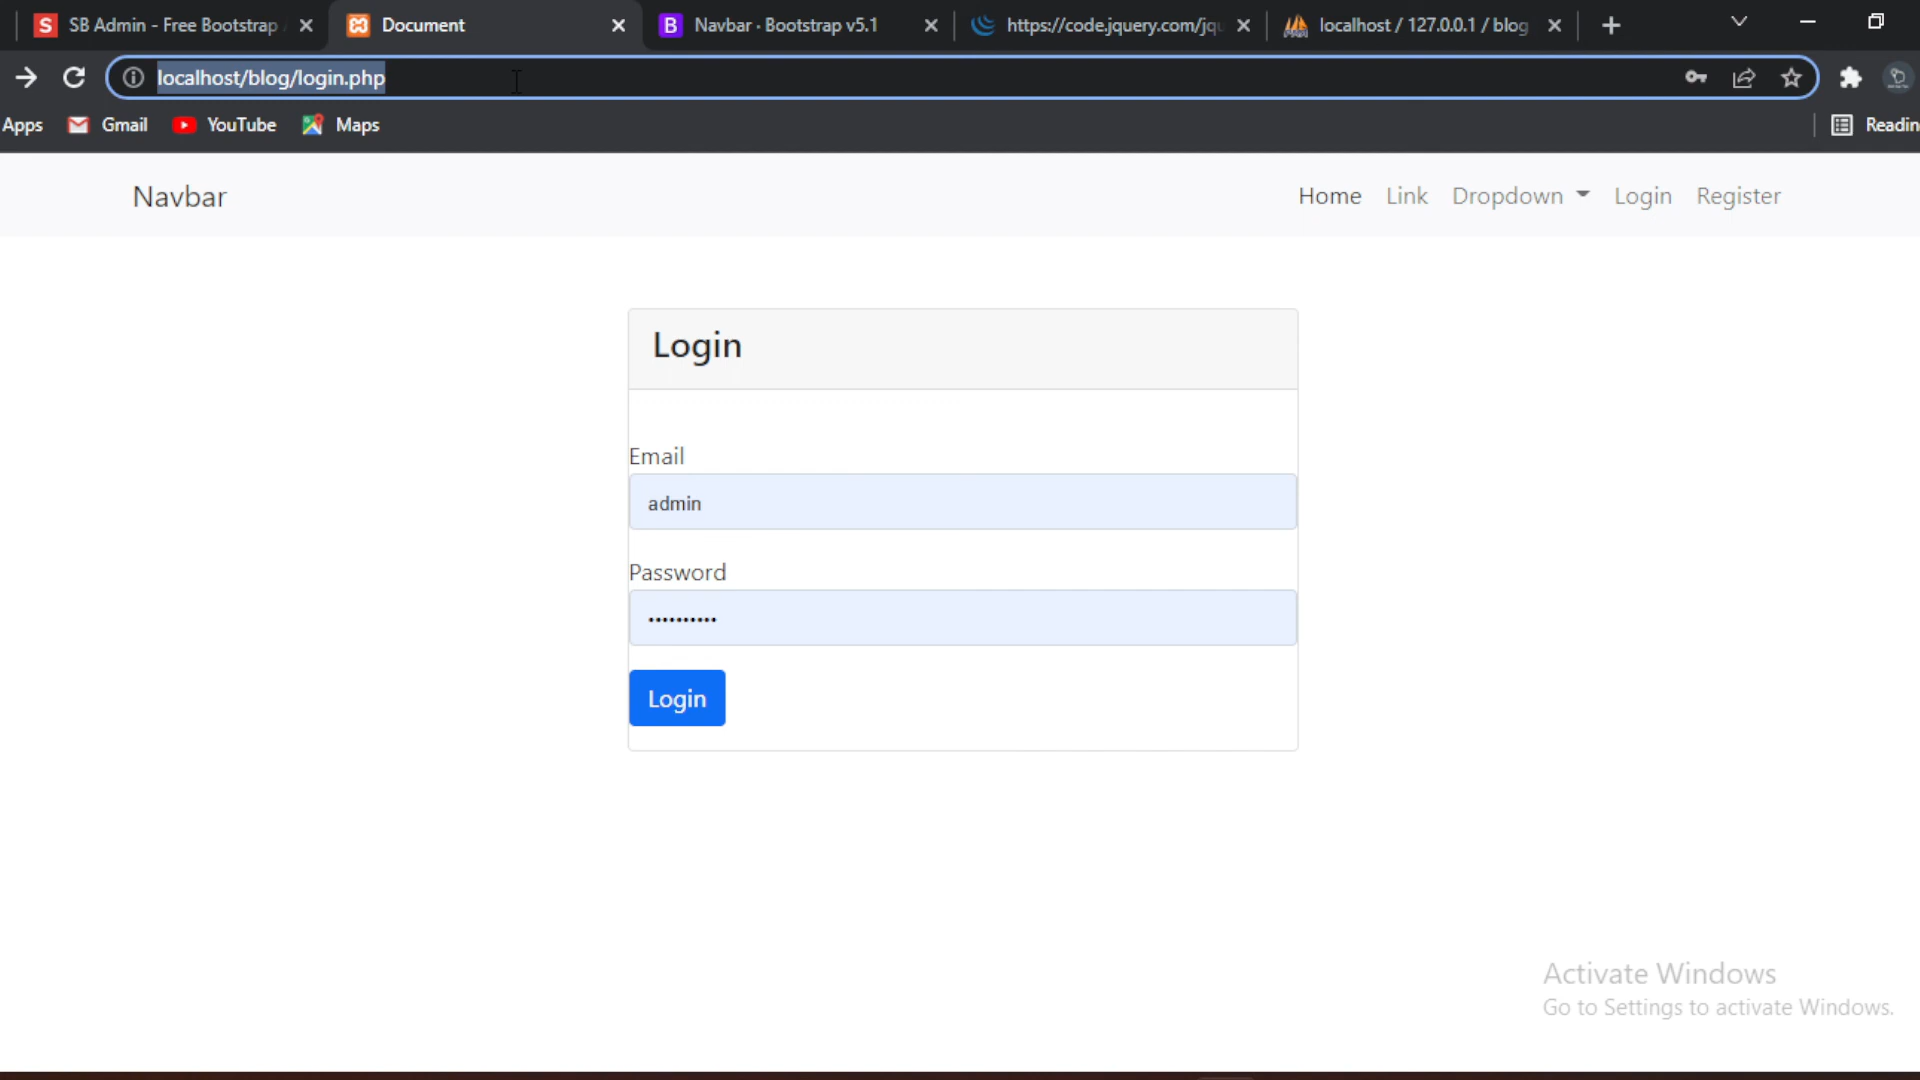 SB Admin - Free Bootstrap
Document
Navbar · Bootstrap v5.1
https://code.jquery.com/jq
localhost / 127.0.0.1 / blog
localhost/blog/login.php
Apps
Gmail
YouTube
Maps
Readin
Navbar
Home
Link
Dropdown
Login
Register
Login
Email
admin
Password
••••••••••
Login
Activate Windows
Go to Settings to activate Windows.